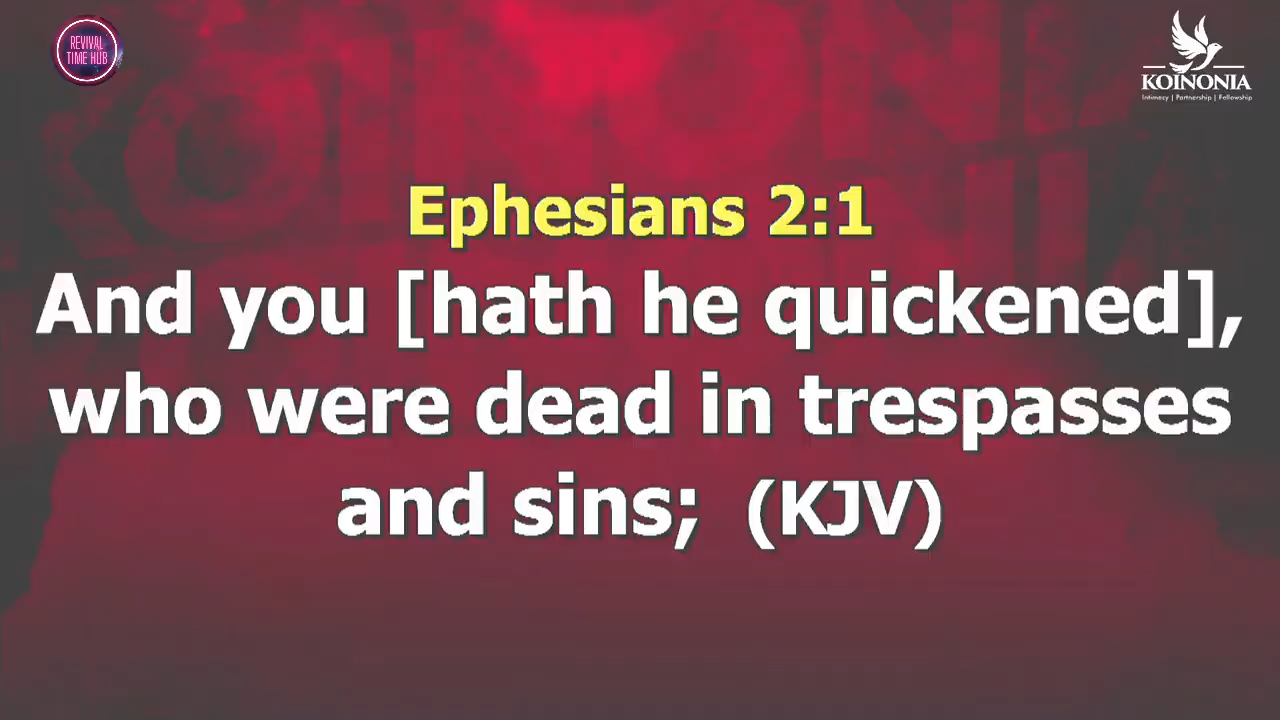 REVIVAL
TIME HUB
KOINONIA
Intimacy | Partnership | Fellowship
Ephesians 2:1
And you [hath he quickened],
who were dead in trespasses
and sins; (KJV)